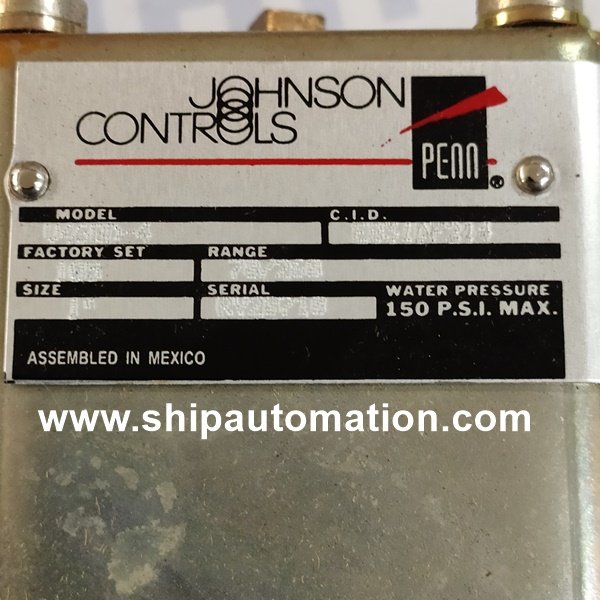 JOHNSON
CONTROLS
PENN
®
MODEL C.I.D.
FACTORY SET RANGE
SIZE SERIAL WATER PRESSURE
150 P.S.I. MAX.
ASSEMBLED IN MEXICO
www.shipautomation.com